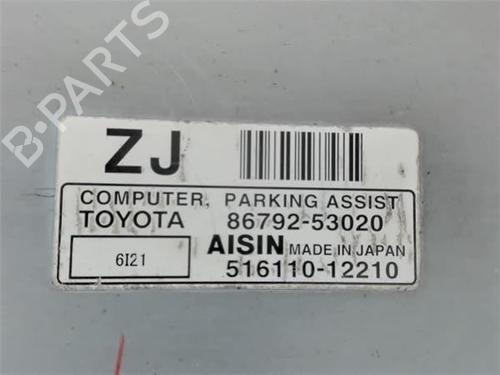 B-PARTS
ZJ
COMPUTER, PARKING ASSIST
TOYOTA 86792-53020
6I21
AISIN MADE IN JAPAN
516110-12210